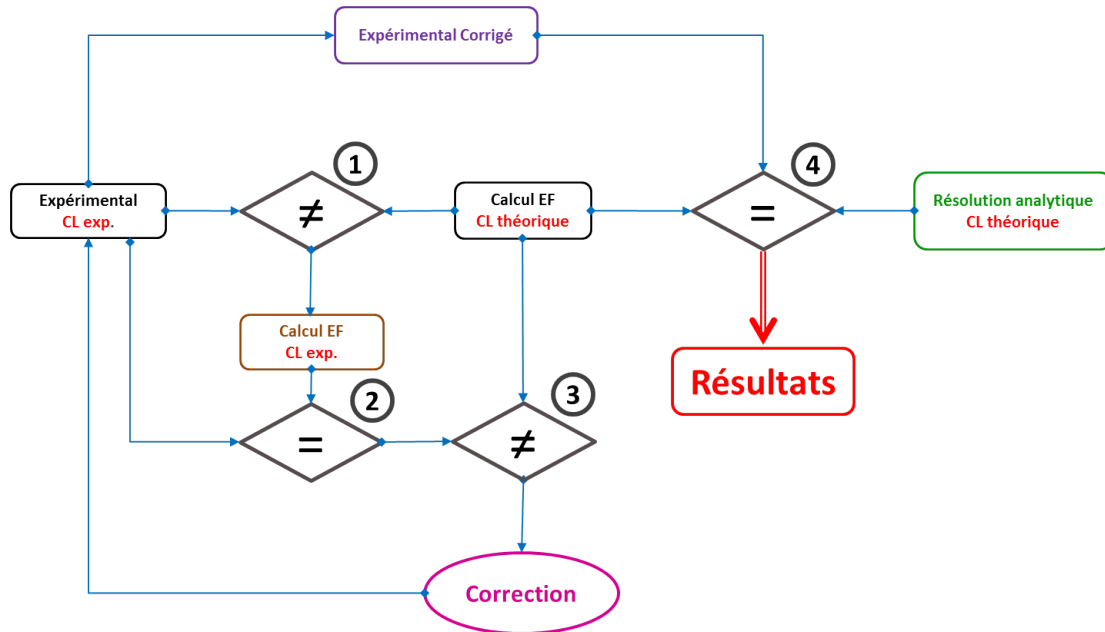 Expérimental Corrigé
1
4
Expérimental
CL exp.
≠
Calcul EF
CL théorique
=
Résolution analytique
CL théorique
Calcul EF
CL exp.
Résultats
2
3
=
≠
Correction